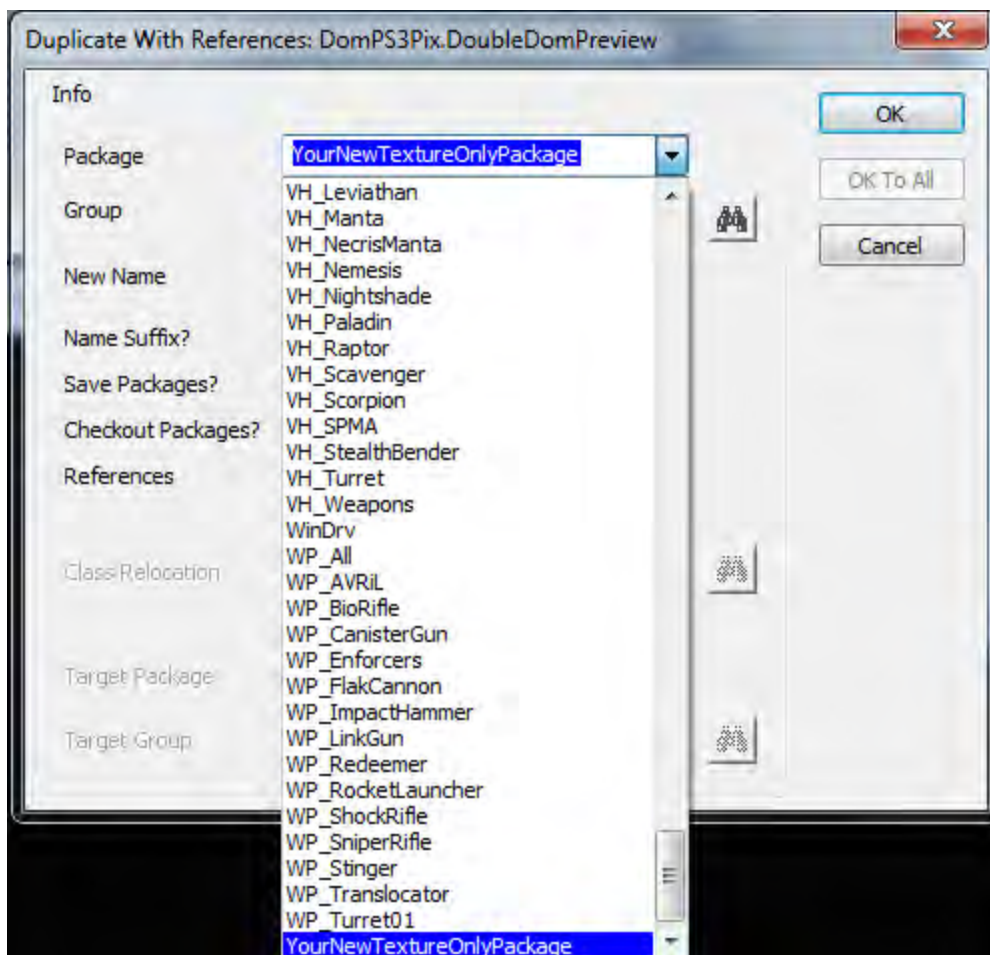 Duplicate With References: DomPS3Pix.DoubleDomPreview
Info
OK
Package
YourNewTextureOnlyPackage
OK To All
Group
Cancel
New Name
Name Suffix?
Save Packages?
Checkout Packages?
References
Class Relocation
Target Package
Target Group
VH_Leviathan
VH_Manta
VH_NecrisManta
VH_Nemesis
VH_Nightshade
VH_Paladin
VH_Raptor
VH_Scavenger
VH_Scorpion
VH_SPMA
VH_StealthBender
VH_Turret
VH_Weapons
WinDrv
WP_All
WP_AVRiL
WP_BioRifle
WP_CanisterGun
WP_Enforcers
WP_FlakCannon
WP_ImpactHammer
WP_LinkGun
WP_Redeemer
WP_RocketLauncher
WP_ShockRifle
WP_SniperRifle
WP_Stinger
WP_Translocator
WP_Turret01
YourNewTextureOnlyPackage